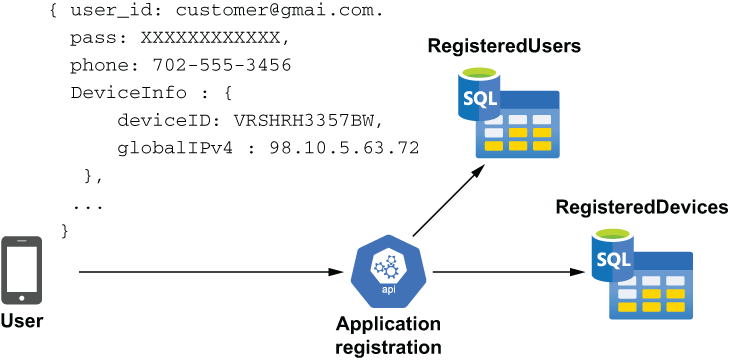 { user_id: customer@gmai.com.
pass: XXXXXXXXXXXX,
phone: 702-555-3456
DeviceInfo : {
deviceID: VRSHRH3357BW,
globalIPv4 : 98.10.5.63.72
},
...
}
RegisteredUsers
SQL
RegisteredDevices
SQL
api
User
Application
registration